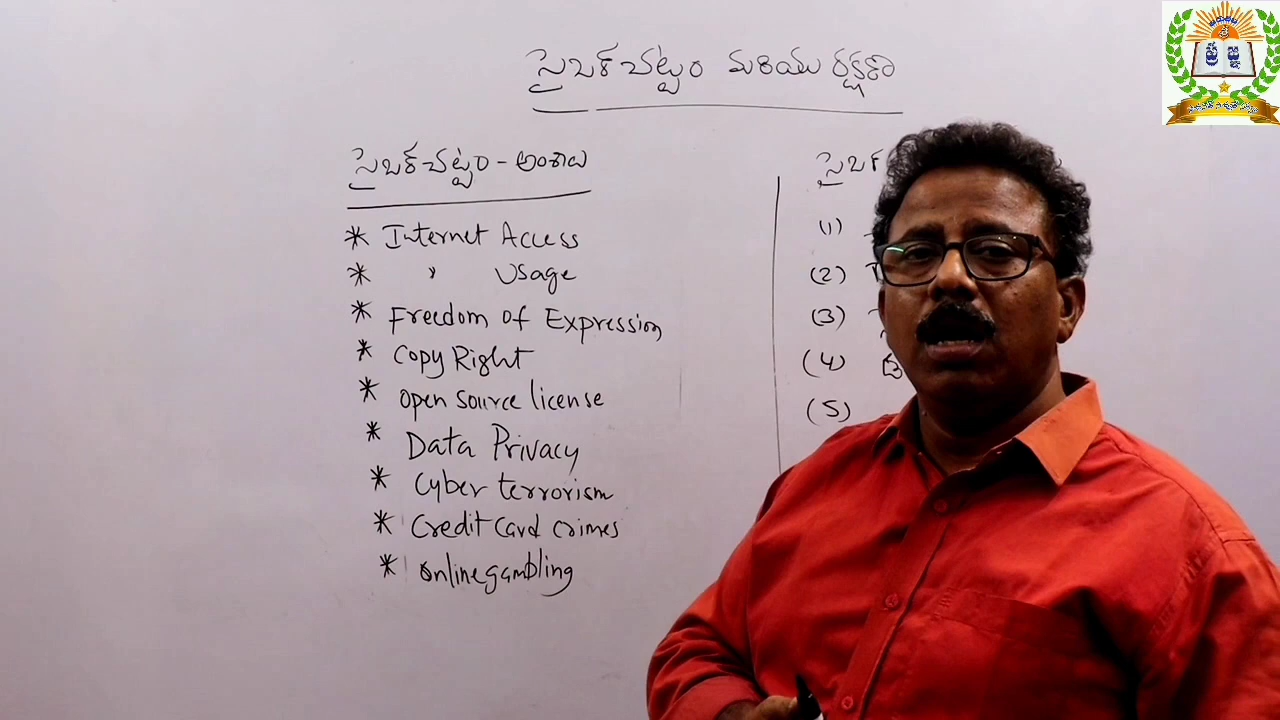 సైబర్ చట్టం మరియు రక్షణ
సైబర్ చట్టం - అంశాలు
* Internet Access
* " Usage
* Freedom of Expression
* Copy Right
* Open Source license
* Data Privacy
* Cyber terrorism
* Credit Card crimes
* Onlinegambling
సైబర్
(1)
(2)
(3)
(4)
(5)